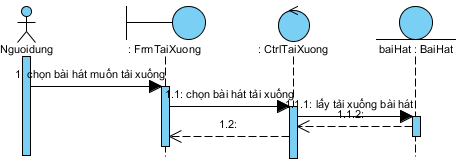 Nguoidung
: FrmTaiXuong
: CtrlTaiXuong
baiHat : BaiHat
1: chọn bài hát muốn tải xuống
1.1: chọn bài hát tải xuống
1.1.1: lấy tải xuống bài hát
1.1.2:
1.2: